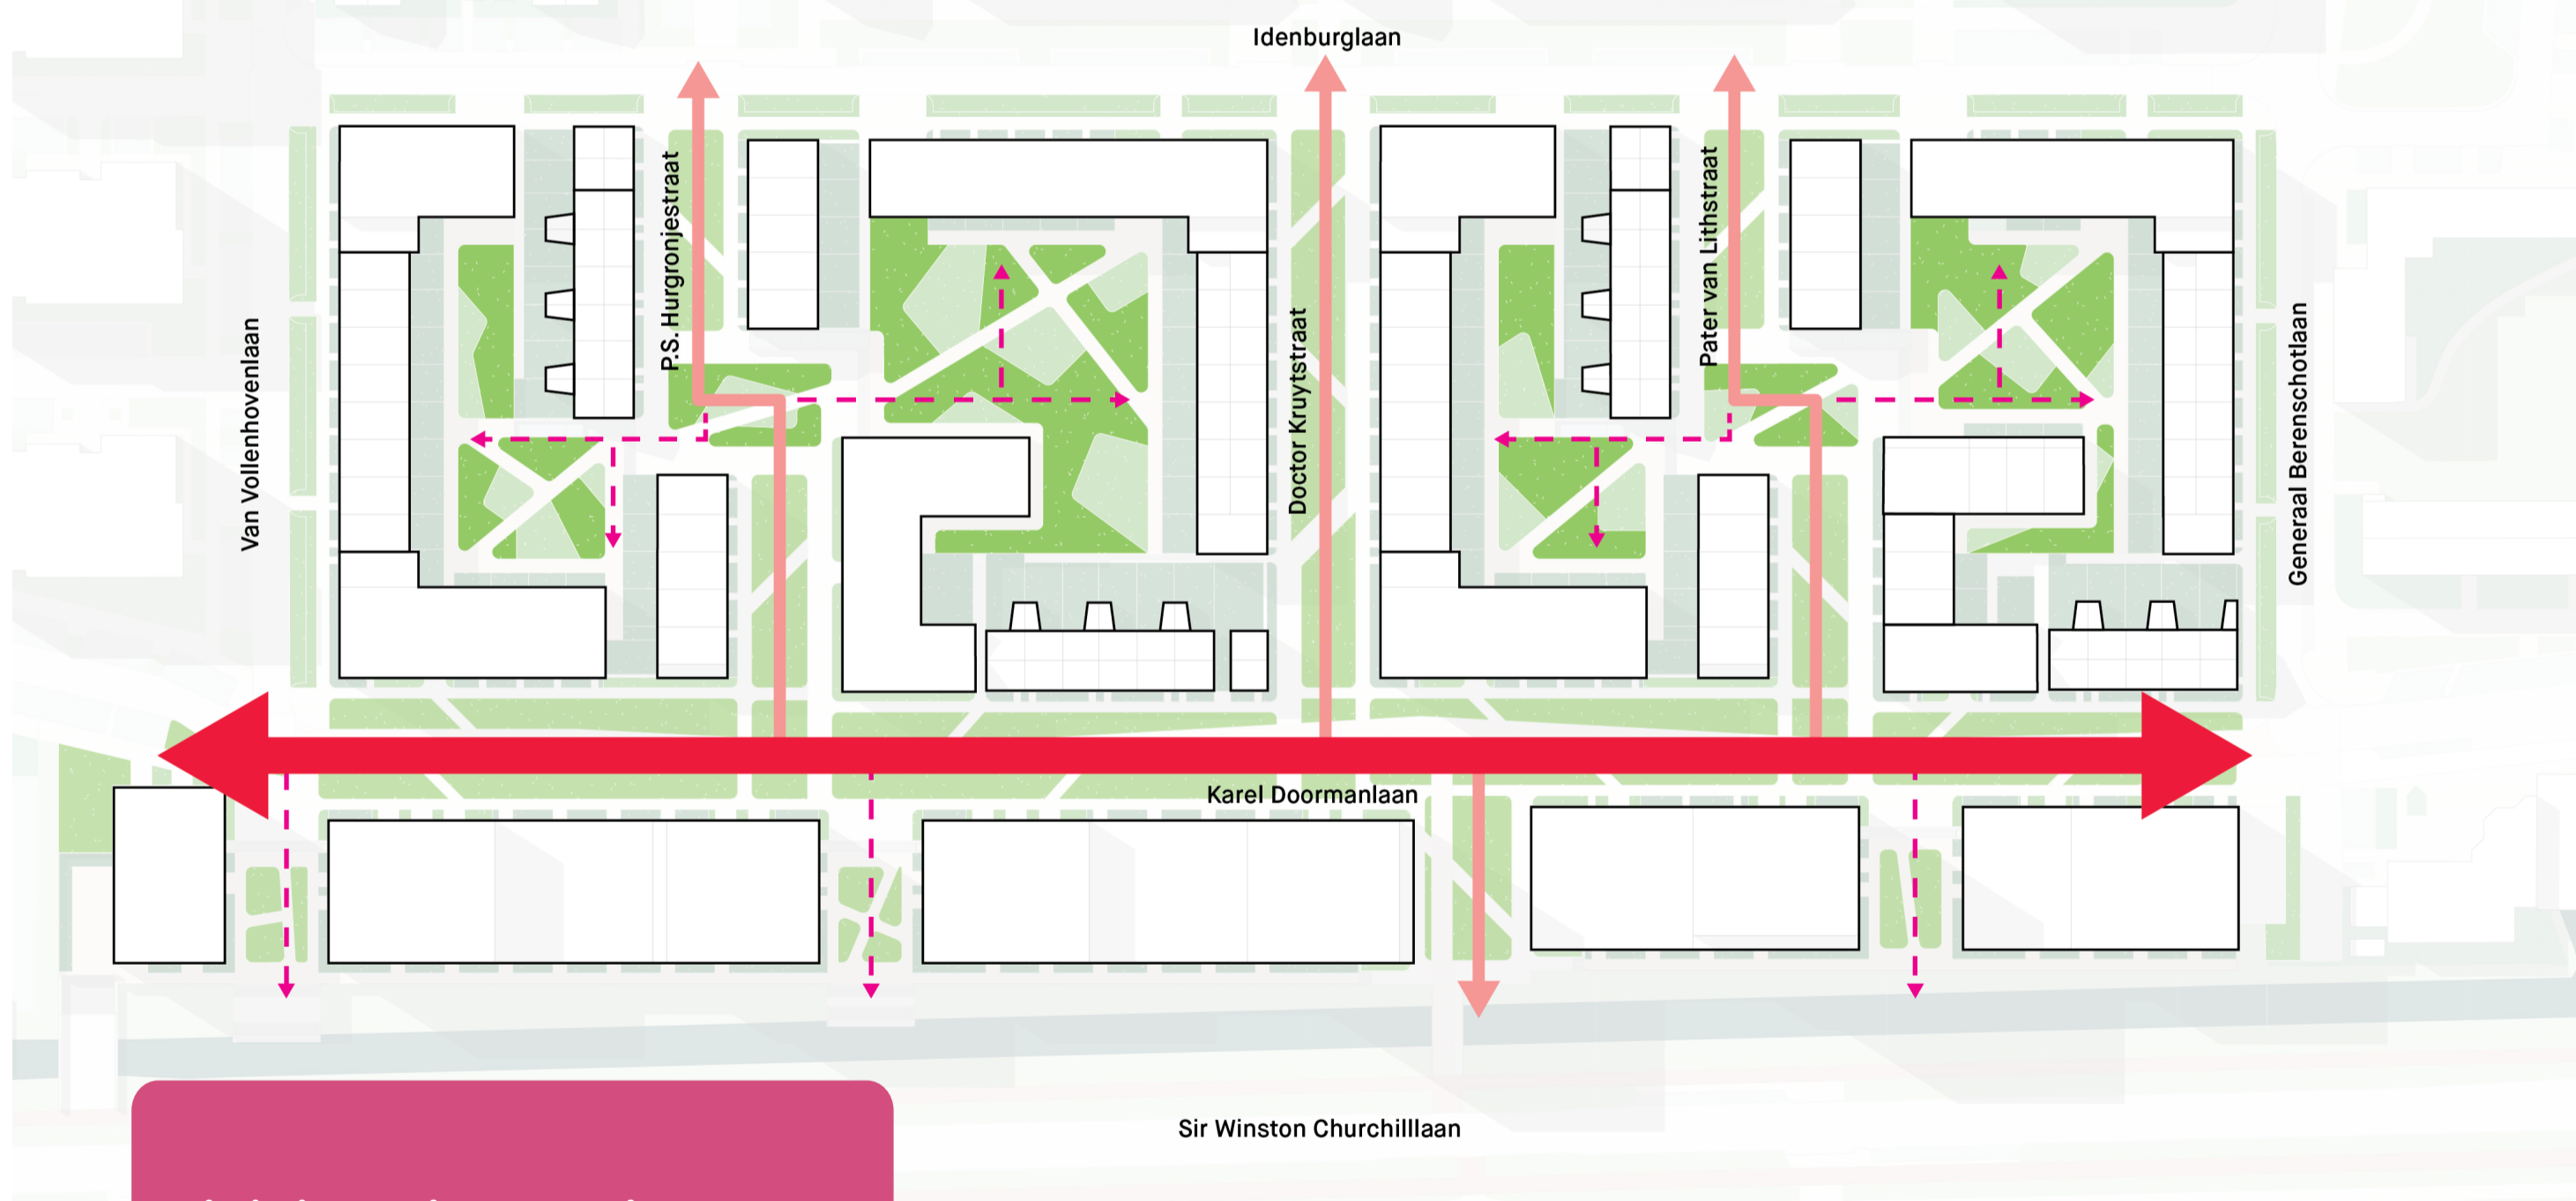 Idenburglaan
P.S. Hurgronjestraat
Pater van Lithstraat
Van Vollenhovenlaan
Doctor Kruytstraat
Generaal Berenschotlaan
Karel Doormanlaan
Sir Winston Churchilllaan